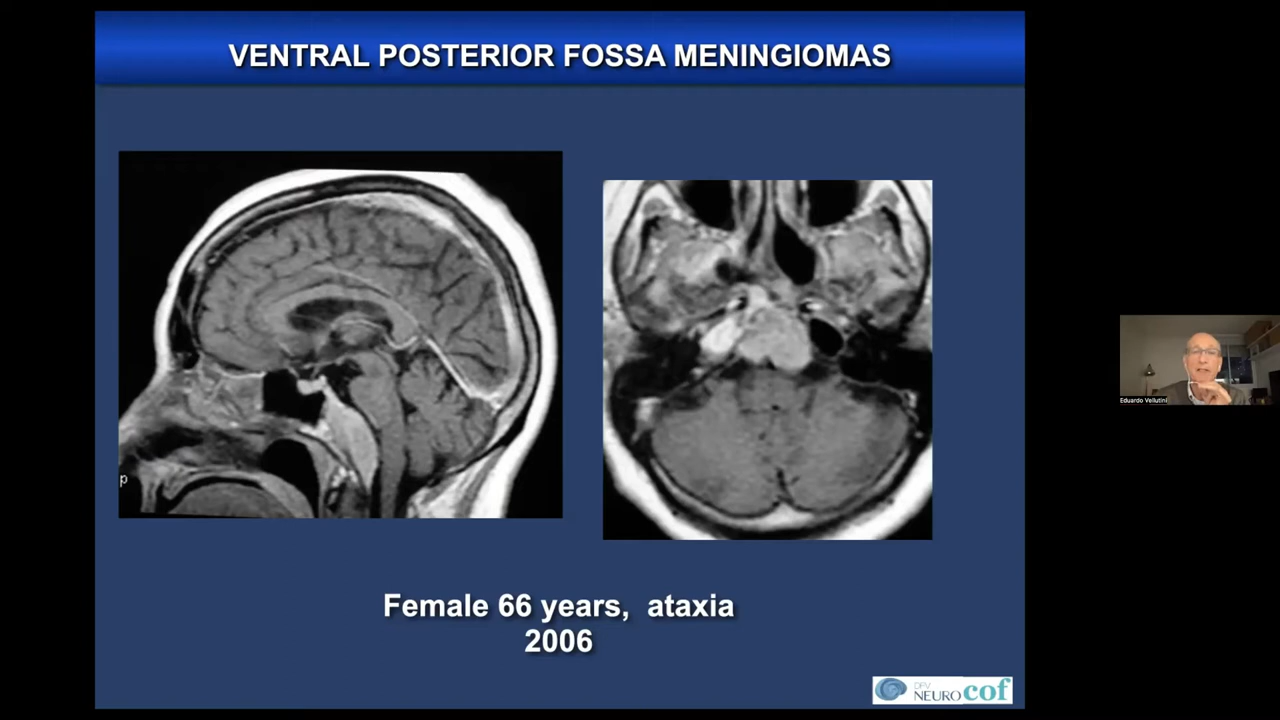 VENTRAL POSTERIOR FOSSA MENINGIOMAS
p
Female 66 years, ataxia
2006
DFV
NEURO cof
Eduardo Vellutini